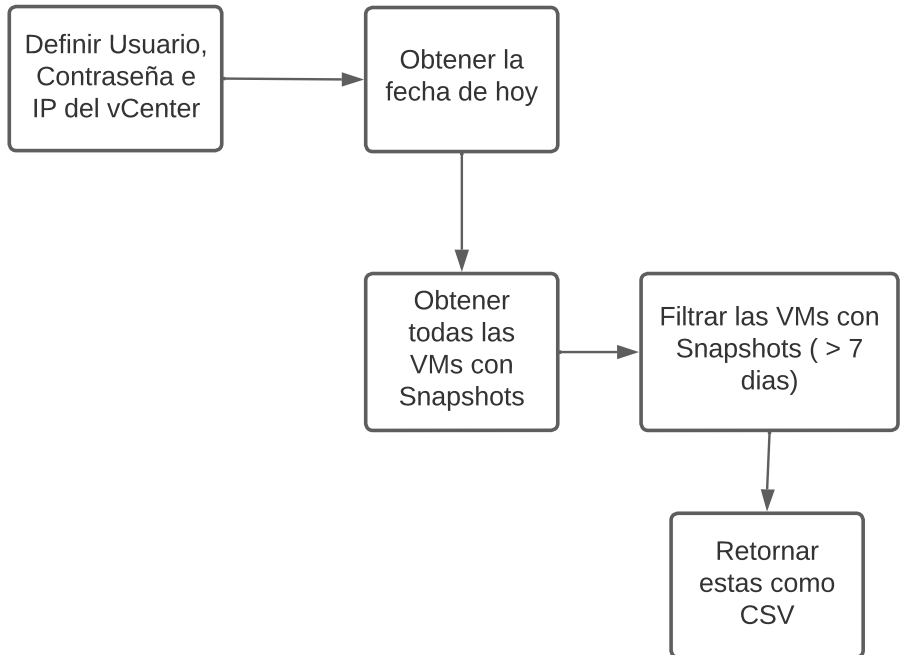 Definir Usuario,
Contraseña e
IP del vCenter
Obtener la
fecha de hoy
Obtener
todas las
VMs con
Snapshots
Filtrar las VMs con
Snapshots ( > 7
dias)
Retornar
estas como
CSV